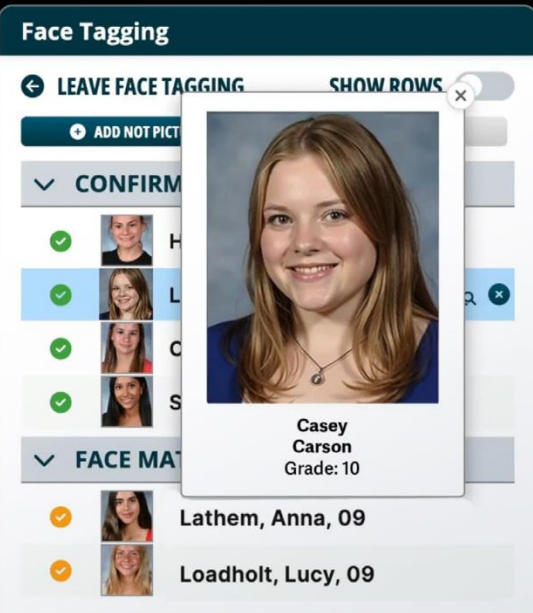 Face Tagging
LEAVE FACE TAGGING
SHOW ROWS
ADD NOT PICT
CONFIRM
H
L
C
S
Casey
Carson
Grade: 10
FACE MA
Lathem, Anna, 09
Loadholt, Lucy, 09